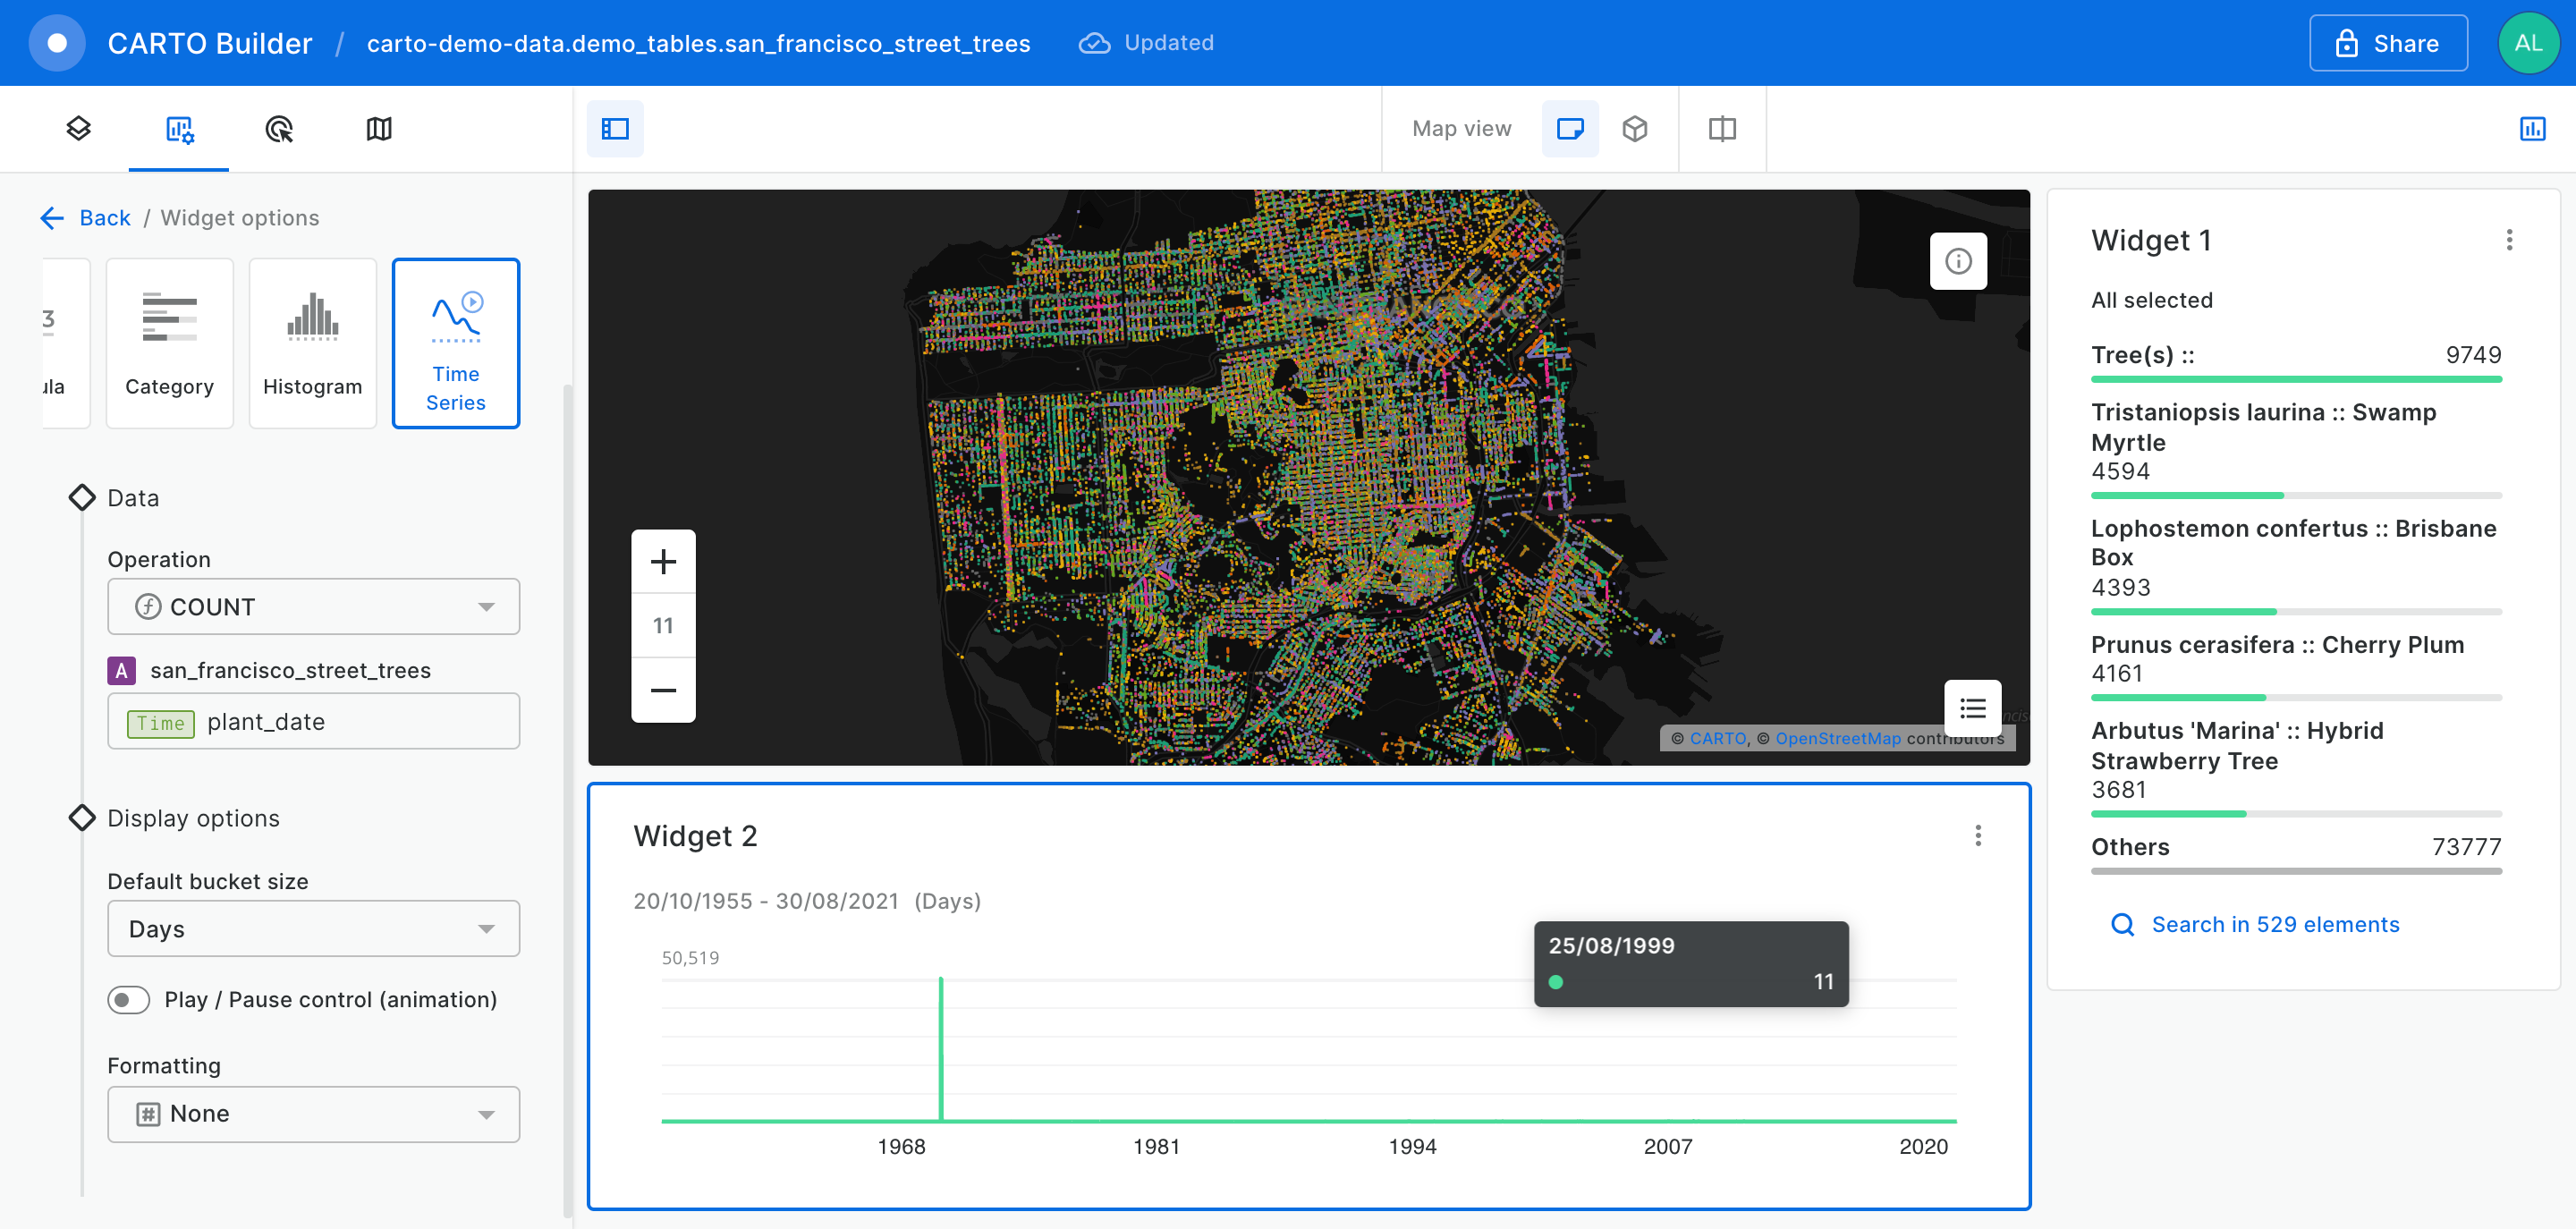 CARTO Builder / carto-demo-data.demo_tables.san_francisco_street_trees Updated
Share
AL
Map view
Back / Widget options
3
ula
Category
Histogram
Time
Series
Data
Operation
COUNT
A san_francisco_street_trees
Time plant_date
Display options
Default bucket size
Days
Play / Pause control (animation)
Formatting
None
11
© CARTO, © OpenStreetMap contributors
Widget 2
20/10/1955 - 30/08/2021 (Days)
50,519
25/08/1999
11
1968 1981 1994 2007 2020
Widget 1
All selected
Tree(s) :: 9749
Tristaniopsis laurina :: Swamp
Myrtle
4594
Lophostemon confertus :: Brisbane
Box
4393
Prunus cerasifera :: Cherry Plum
4161
Arbutus 'Marina' :: Hybrid
Strawberry Tree
3681
Others 73777
Search in 529 elements